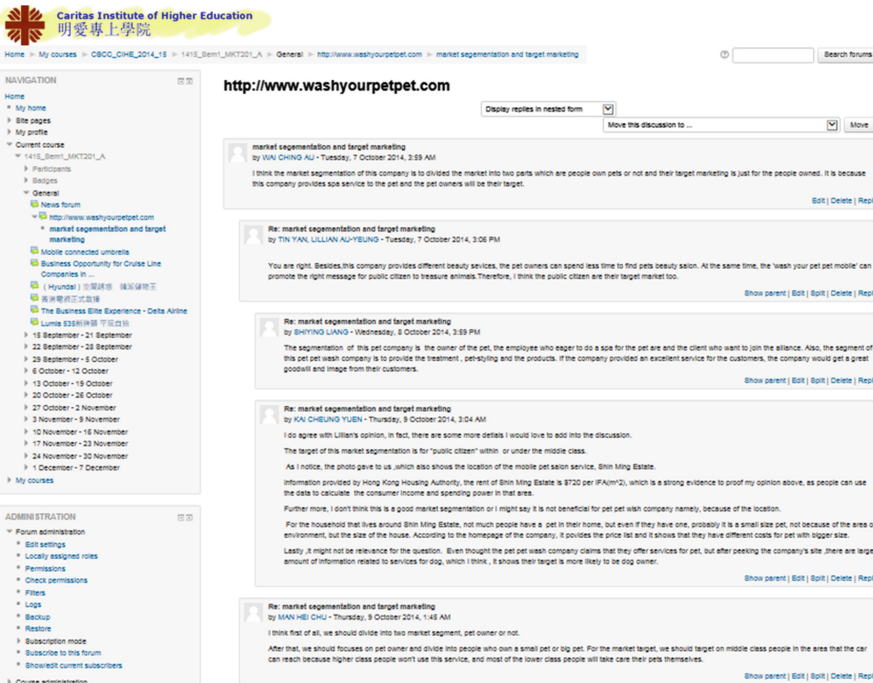 Caritas Institute of Higher Education
明愛專上學院
Home ► My courses ► CBCC_CIHE_2014_15 ► 1415_Sem1_MKT201_A ► General ► http://www.washyourpetpet.com ► market segementation and target marketing
Search forums
NAVIGATION
Home
My home
Site pages
My profile
Current course
1415_Sem1_MKT201_A
Participants
Badges
General
News forum
http://www.washyourpetpet.com
market segementation and target
marketing
Mobile connected umbrella
Business Opportunity for Cruise Line
Companies in ...
( Hyundai )
The Business Elite Experience - Delta Airline
Lumia 535
15 September - 21 September
22 September - 28 September
29 September - 5 October
6 October - 12 October
13 October - 19 October
20 October - 26 October
27 October - 2 November
3 November - 9 November
10 November - 16 November
17 November - 23 November
24 November - 30 November
1 December - 7 December
My courses
ADMINISTRATION
Forum administration
Edit settings
Locally assigned roles
Permissions
Check permissions
Filters
Logs
Backup
Restore
Subscription mode
Subscribe to this forum
Show/edit current subscribers
Course administration
http://www.washyourpetpet.com
Display replies in nested form
Move this discussion to ...
Move
market segementation and target marketing
by WAI CHING AU - Tuesday, 7 October 2014, 3:59 AM
I think the market segmentation of this company is to divided the market into two parts which are people own pets or not and their target marketing is just for the people owned. It is because
this company provides spa service to the pet and the pet owners will be their target.
Edit | Delete | Repl
Re: market segementation and target marketing
by TIN YAN, LILLIAN AU-YEUNG - Tuesday, 7 October 2014, 3:06 PM
You are right. Besides,this company provides different beauty sevices, the pet owners can spend less time to find pets beauty salon. At the same time, the 'wash your pet pet mobile' can
promote the right message for public citizen to treasure animals.Therefore, I think the public citizen are their target market too.
Show parent | Edit | Split | Delete | Repl
Re: market segementation and target marketing
by SHIYING LIANG - Wednesday, 8 October 2014, 3:59 PM
The segmentation of this pet company is the owner of the pet, the employee who eager to do a spa for the pet are and the client who want to join the alliance. Also, the segment of
this pet pet wash company is to provide the treatment , pet-styling and the products. If the company provided an excellent service for the customers, the company would get a great
goodwill and image from their customers.
Show parent | Edit | Split | Delete | Repl
Re: market segementation and target marketing
by KAI CHEUNG YUEN - Thursday, 9 October 2014, 3:04 AM
I do agree with Lillian's opinion, in fact, there are some more detials I would love to add into the discussion.
The target of this market segmentation is for "public citizen" within or under the middle class.
As I notice, the photo gave to us ,which also shows the location of the mobile pet salon service, Shin Ming Estate.
Information provided by Hong Kong Housing Authority, the rent of Shin Ming Estate is $720 per IFA(m^2), which is a strong evidence to proof my opinion above, as people can use
the data to calculate the consumer income and spending power in that area.
Further more, I don't think this is a good market segmentation or I might say it is not beneficial for pet pet wish company namely, because of the location.
For the household that lives around Shin Ming Estate, not much people have a pet in their home, but even if they have one, probably it is a small size pet, not because of the area o
environment, but the size of the house. According to the homepage of the company, it povides the price list and it shows that they have different costs for pet with bigger size.
Lastly ,it might not be relevance for the question. Even thought the pet pet wash company claims that they offer services for pet, but after peeking the company's site ,there are large
amount of information related to services for dog, which I think , it shows their target is more likely to be dog owner.
Show parent | Edit | Split | Delete | Repl
Re: market segementation and target marketing
by MAN HEI CHU - Thursday, 9 October 2014, 1:45 AM
I think first of all, we should divide into two market segment, pet owner or not.
After that, we should focuses on pet owner and divide into people who own a small pet or big pet. For the market target, we should target on middle class people in the area that the car
can reach because higher class people won't use this service, and most of the lower class people will take care their pets themselves.
Show parent | Edit | Split | Delete | Repl